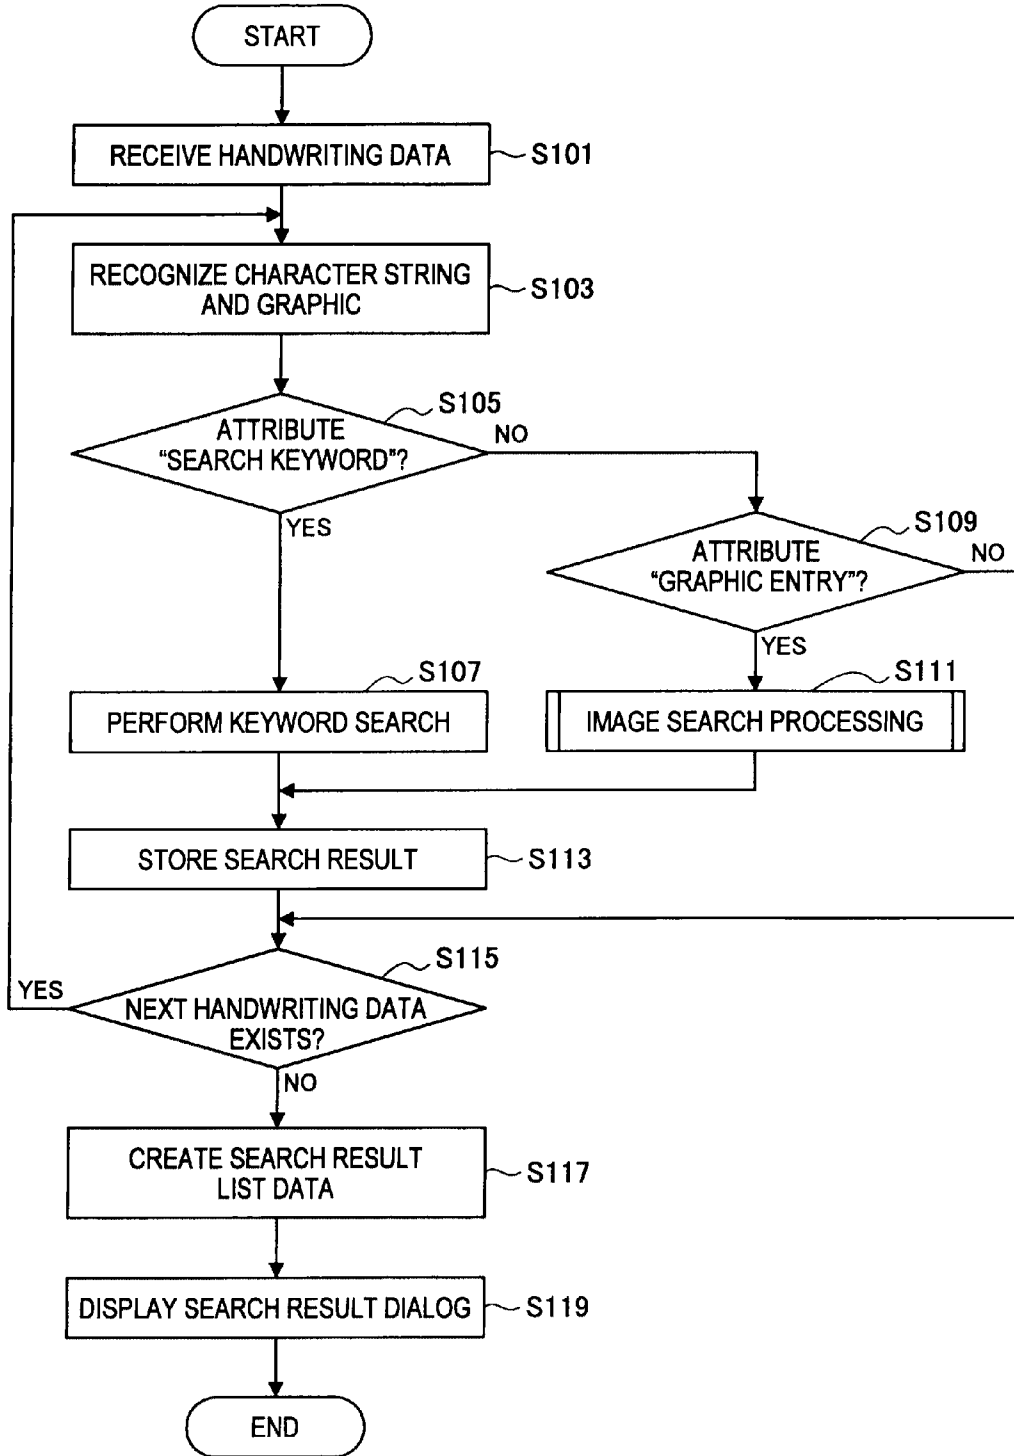 START
RECEIVE HANDWRITING DATA
S101
RECOGNIZE CHARACTER STRING
AND GRAPHIC
S103
S105
ATTRIBUTE
“SEARCH KEYWORD”?
NO
YES
S109
ATTRIBUTE
“GRAPHIC ENTRY”?
NO
YES
S107
PERFORM KEYWORD SEARCH
S111
IMAGE SEARCH PROCESSING
STORE SEARCH RESULT
S113
S115
YES
NEXT HANDWRITING DATA
EXISTS?
NO
CREATE SEARCH RESULT
LIST DATA
S117
DISPLAY SEARCH RESULT DIALOG
S119
END